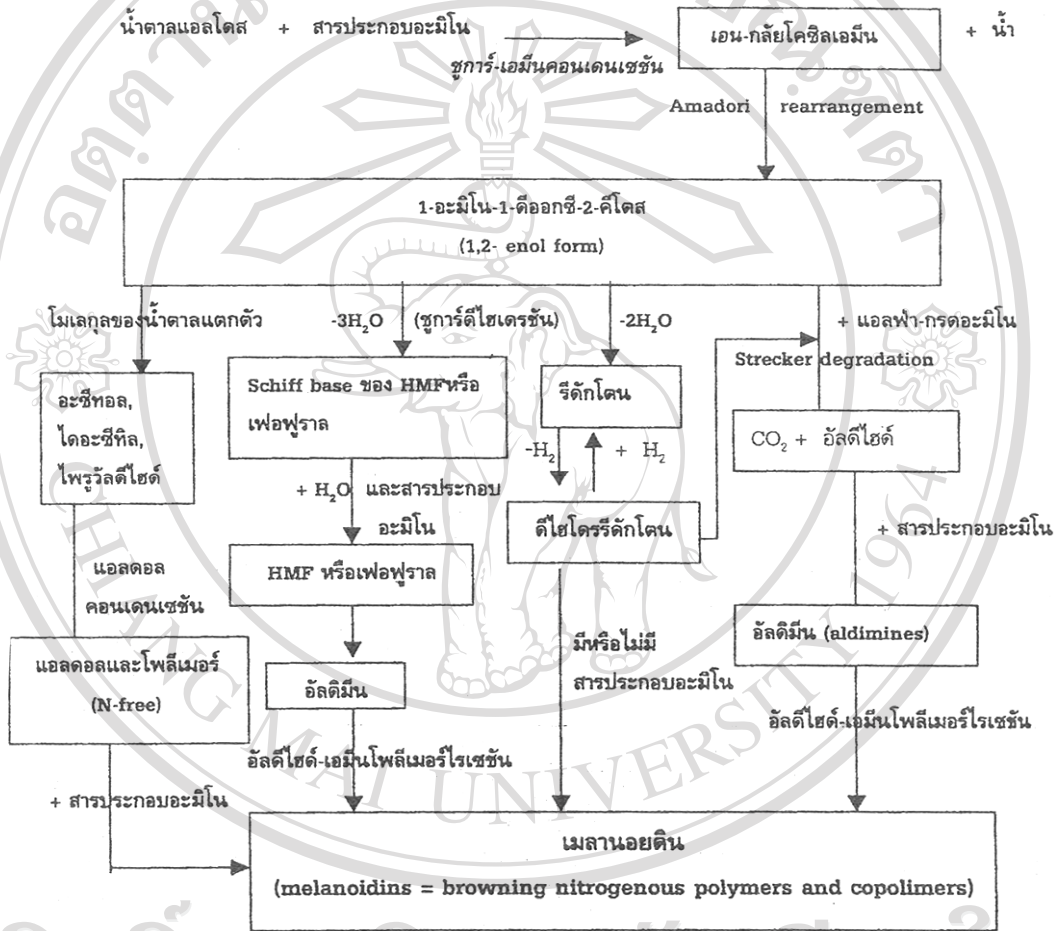 น้ำตาลแอลโดส + สารประกอบอะมิโน
ชูการ์-เอมีนคอนเดนเซชัน
เอน-กลัยโคซิลเอมีน
+ น้ำ
Amadori rearrangement
1-อะมิโน-1-ดีออกซี-2-คีโตส
(1,2- enol form)
โมเลกุลของน้ำตาลแตกตัว
-3H₂O (ชูการ์ดีไฮเดรชัน)
-2H₂O
+ แอลฟา-กรดอะมิโน
Strecker degradation
อะซีทอล,
ไดอะซีทิล,
ไพรูวัลดีไฮด์
Schiff base ของ HMFหรือ
เฟอฟูราล
รีดักโตน
CO₂ + อัลดีไฮด์
-H₂ + H₂
+ H₂O และสารประกอบ
อะมิโน
ดีไฮโดรรีดักโตน
+ สารประกอบอะมิโน
แอลดอล
คอนเดนเซชัน
HMF หรือเฟอฟูราล
อัลดิมีน (aldimines)
แอลดอลและโพลีเมอร์
(N-free)
อัลดิมีน
มีหรือไม่มี
สารประกอบอะมิโน
อัลดีไฮด์-เอมีนโพลีเมอร์ไรเซชัน
อัลดีไฮด์-เอมีนโพลีเมอร์ไรเซชัน
+ สารประกอบอะมิโน
เมลานอยดิน
(melanoidins = browning nitrogenous polymers and copolimers)
CHIANG MAI UNIVERSITY 1964